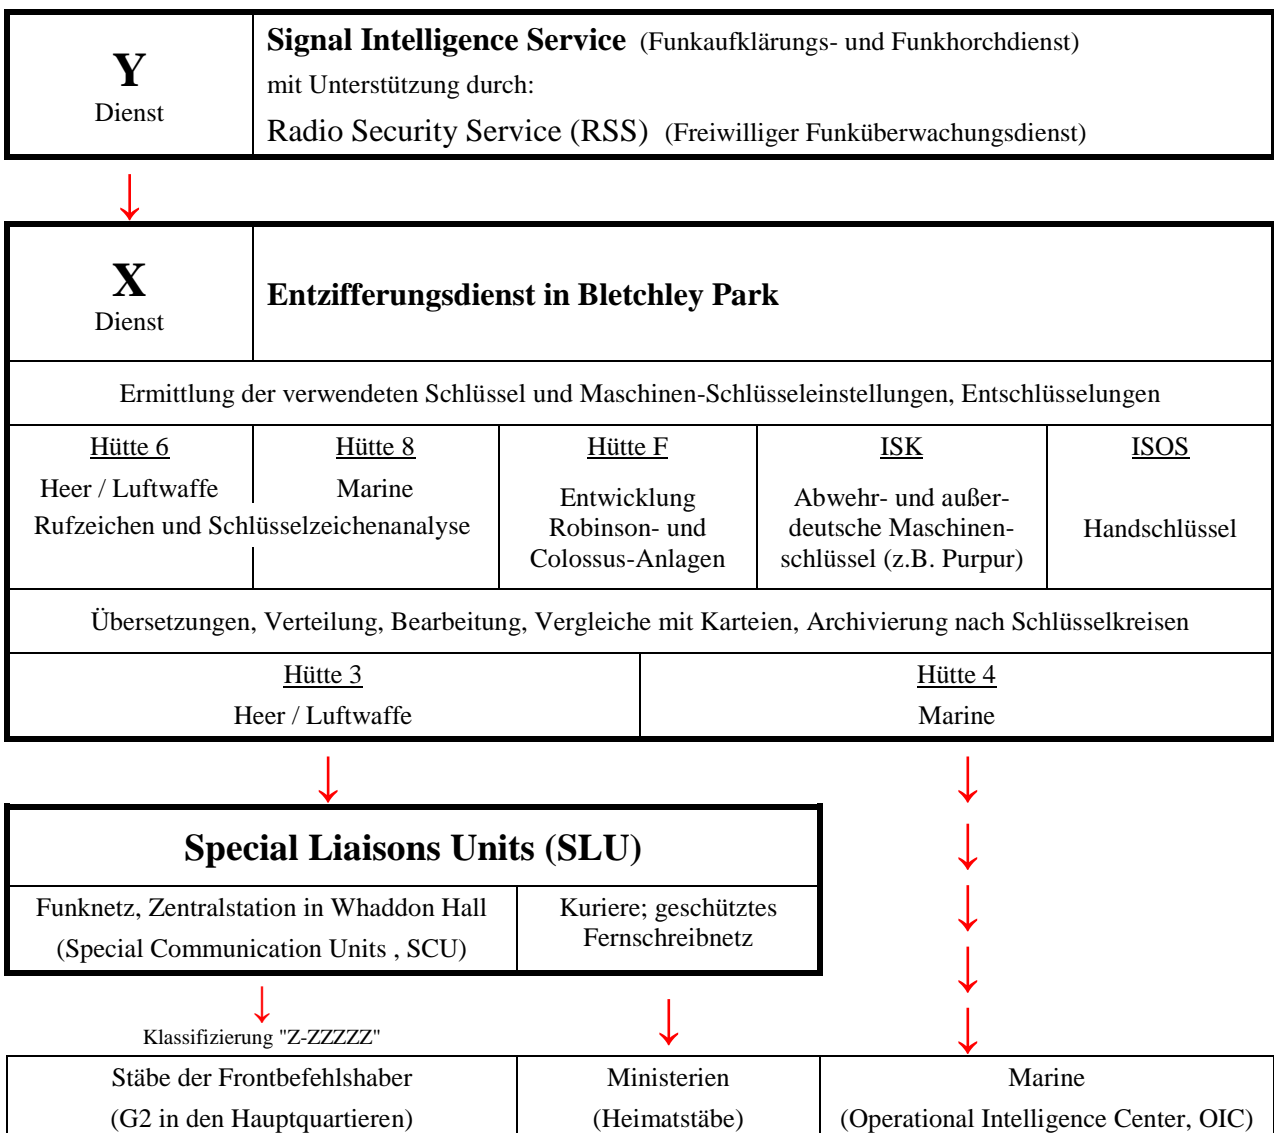 Y
Dienst
Signal Intelligence Service (Funkaufklärungs- und Funkhorchdienst)
mit Unterstützung durch:
Radio Security Service (RSS) (Freiwilliger Funküberwachungsdienst)
X
Dienst
Entzifferungsdienst in Bletchley Park
Ermittlung der verwendeten Schlüssel und Maschinen-Schlüsseleinstellungen, Entschlüsselungen
Hütte 6
Heer / Luftwaffe
Hütte 8
Marine
Rufzeichen und Schlüsselzeichenanalyse
Hütte F
Entwicklung
Robinson- und
Colossus-Anlagen
ISK
Abwehr- und außer-
deutsche Maschinen-
schlüssel (z.B. Purpur)
ISOS
Handschlüssel
Übersetzungen, Verteilung, Bearbeitung, Vergleiche mit Karteien, Archivierung nach Schlüsselkreisen
Hütte 3
Heer / Luftwaffe
Hütte 4
Marine
Special Liaisons Units (SLU)
Funknetz, Zentralstation in Whaddon Hall
(Special Communication Units , SCU)
Kuriere; geschütztes
Fernschreibnetz
Klassifizierung "Z-ZZZZZ"
Stäbe der Frontbefehlshaber
(G2 in den Hauptquartieren)
Ministerien
(Heimatstäbe)
Marine
(Operational Intelligence Center, OIC)